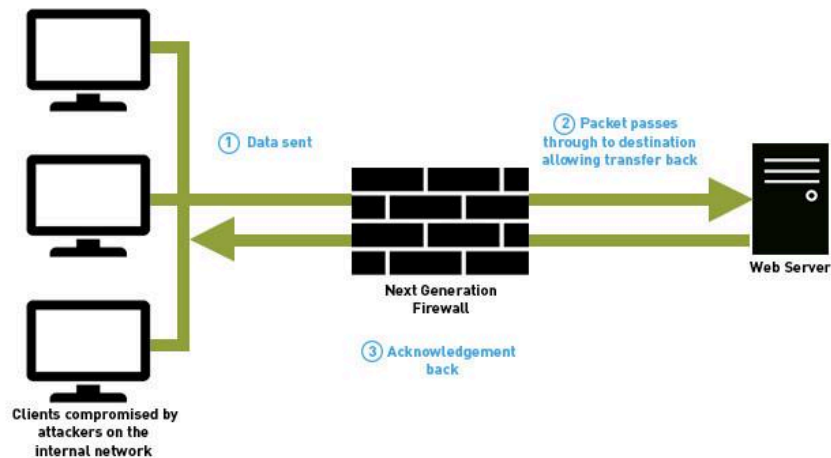 ① Data sent
② Packet passes
through to destination
allowing transfer back
Web Server
Next Generation
Firewall
③ Acknowledgement
back
Clients compromised by
attackers on the
internal network